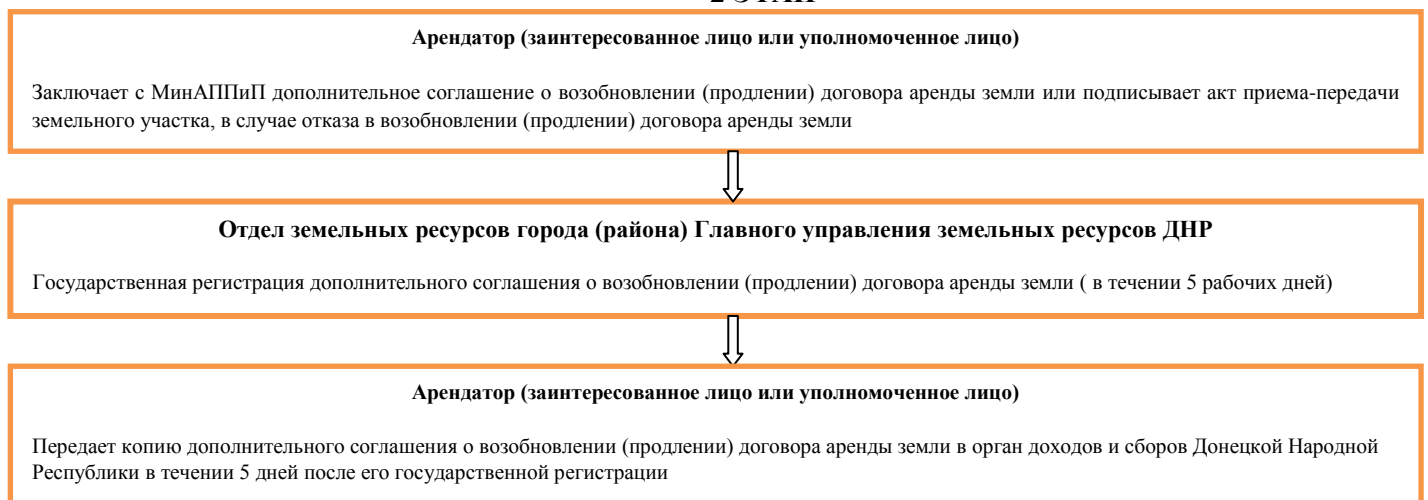 2 ЭТАП
Арендатор (заинтересованное лицо или уполномоченное лицо)
Заключает с МинАППиП дополнительное соглашение о возобновлении (продлении) договора аренды земли или подписывает акт приема-передачи
земельного участка, в случае отказа в возобновлении (продлении) договора аренды земли
Отдел земельных ресурсов города (района) Главного управления земельных ресурсов ДНР
Государственная регистрация дополнительного соглашения о возобновлении (продлении) договора аренды земли ( в течении 5 рабочих дней)
Арендатор (заинтересованное лицо или уполномоченное лицо)
Передает копию дополнительного соглашения о возобновлении (продлении) договора аренды земли в орган доходов и сборов Донецкой Народной
Республики в течении 5 дней после его государственной регистрации